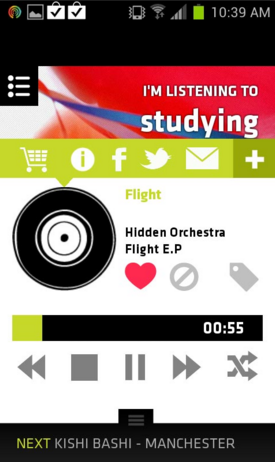 10:39 AM
I'M LISTENING TO
studying
Flight
Hidden Orchestra
Flight E.P
00:55
NEXT KISHI BASHI - MANCHESTER